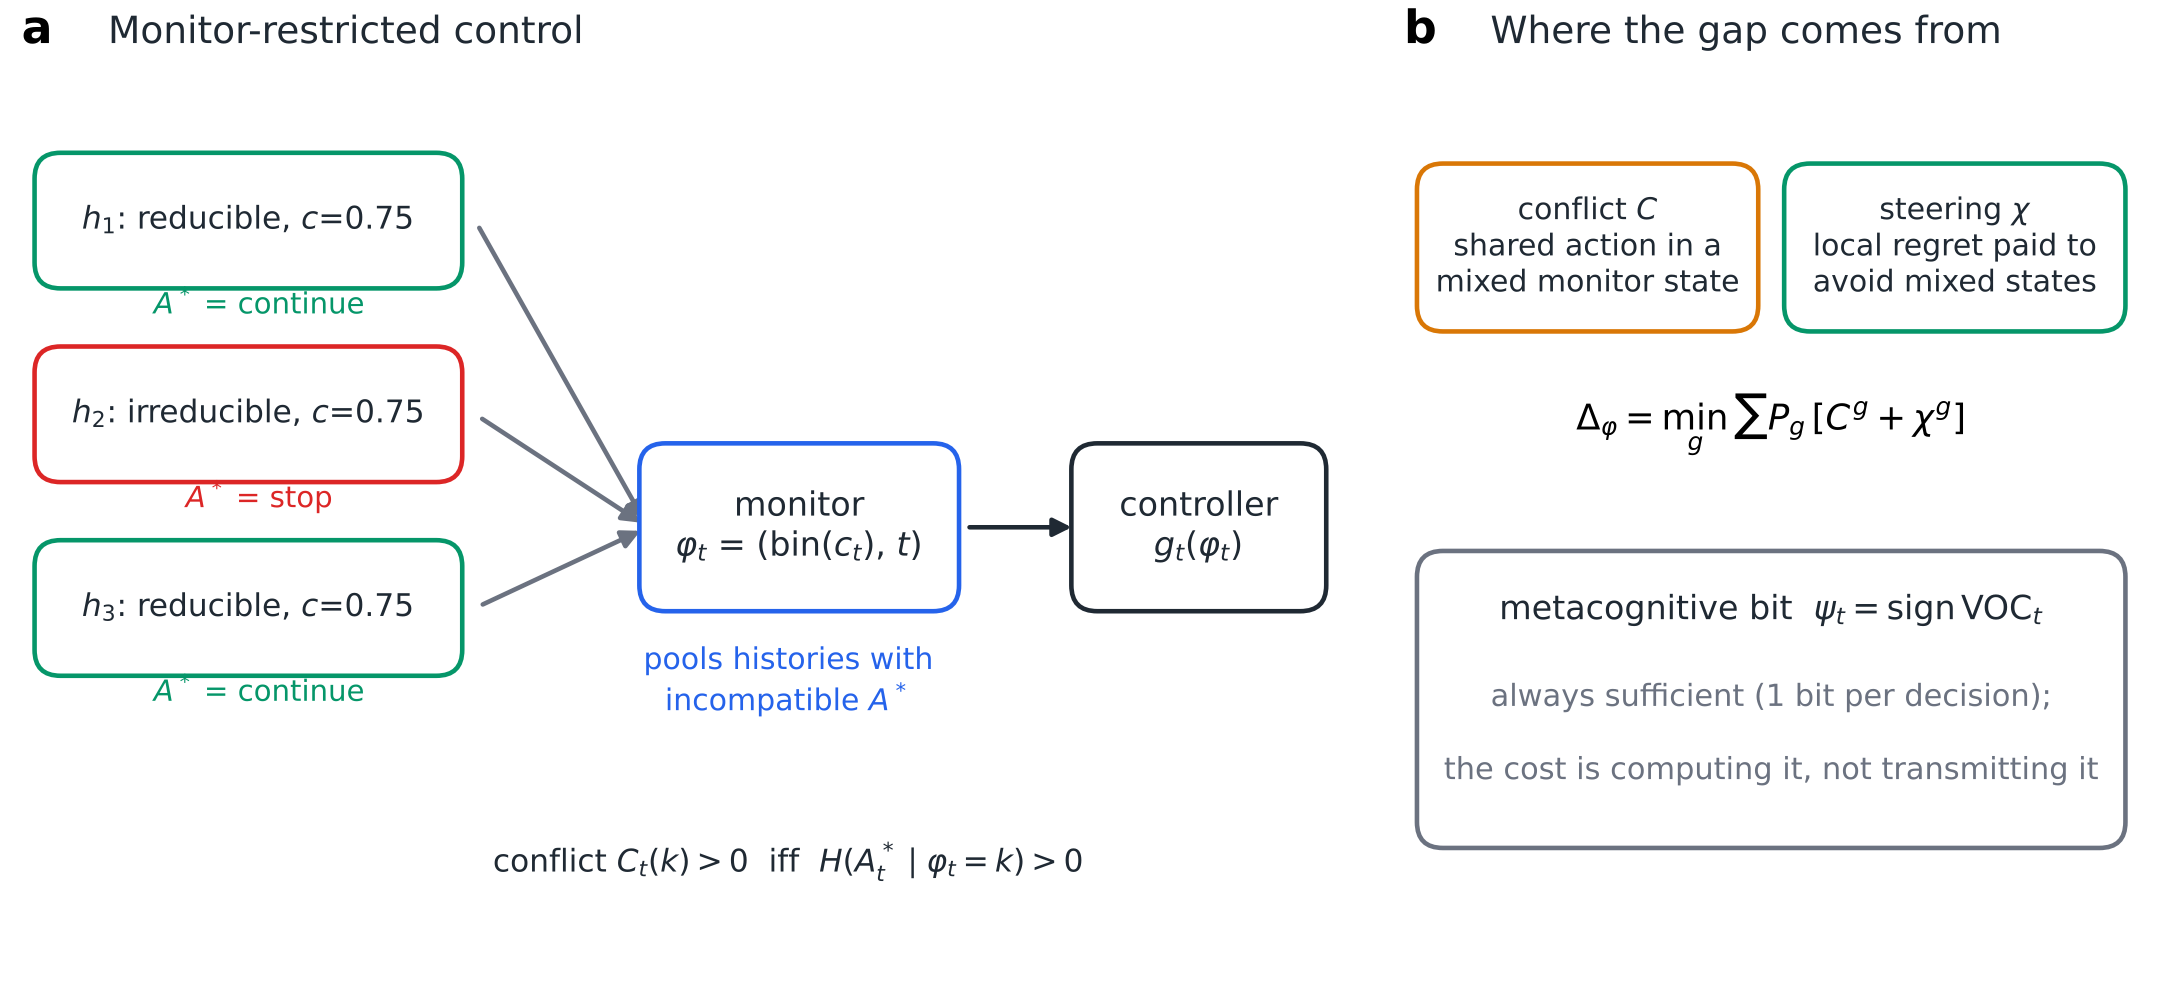 a Monitor-restricted control
h₁: reducible, c=0.75
A* = continue
h₂: irreducible, c=0.75
A* = stop
h₃: reducible, c=0.75
A* = continue
monitor
φₜ = (bin(cₜ), t)
pools histories with
incompatible A*
controller
gₜ(φₜ)
conflict Cₜ(k) > 0 iff H(Aₜ* | φₜ = k) > 0
b Where the gap comes from
conflict C
shared action in a
mixed monitor state
steering χ
local regret paid to
avoid mixed states
Δᵩ = min ∑ P_g [C^g + χ^g]
g
metacognitive bit ψₜ = sign VOCₜ
always sufficient (1 bit per decision);
the cost is computing it, not transmitting it